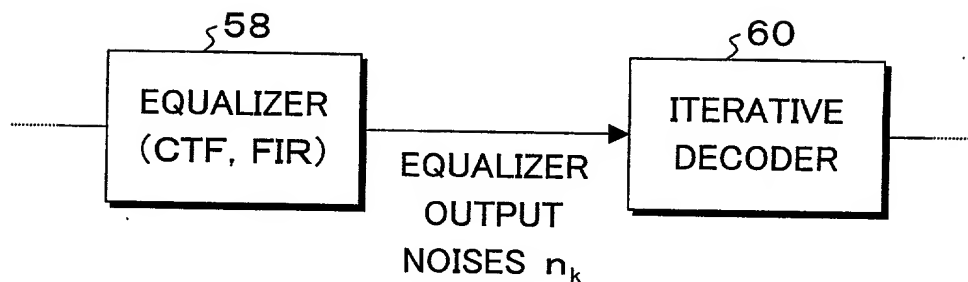 58
EQUALIZER
(CTF, FIR)
EQUALIZER
OUTPUT
NOISES nk
60
ITERATIVE
DECODER